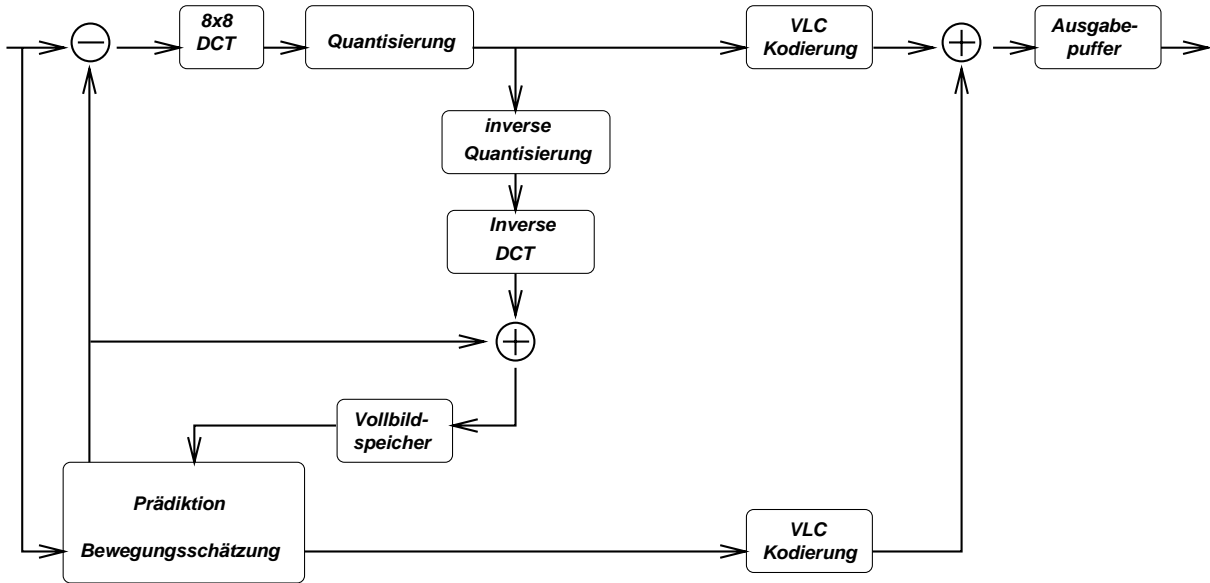 8x8
DCT
Quantisierung
VLC
Kodierung
Ausgabe-
puffer
inverse
Quantisierung
Inverse
DCT
Vollbild-
speicher
Prädiktion
Bewegungsschätzung
VLC
Kodierung